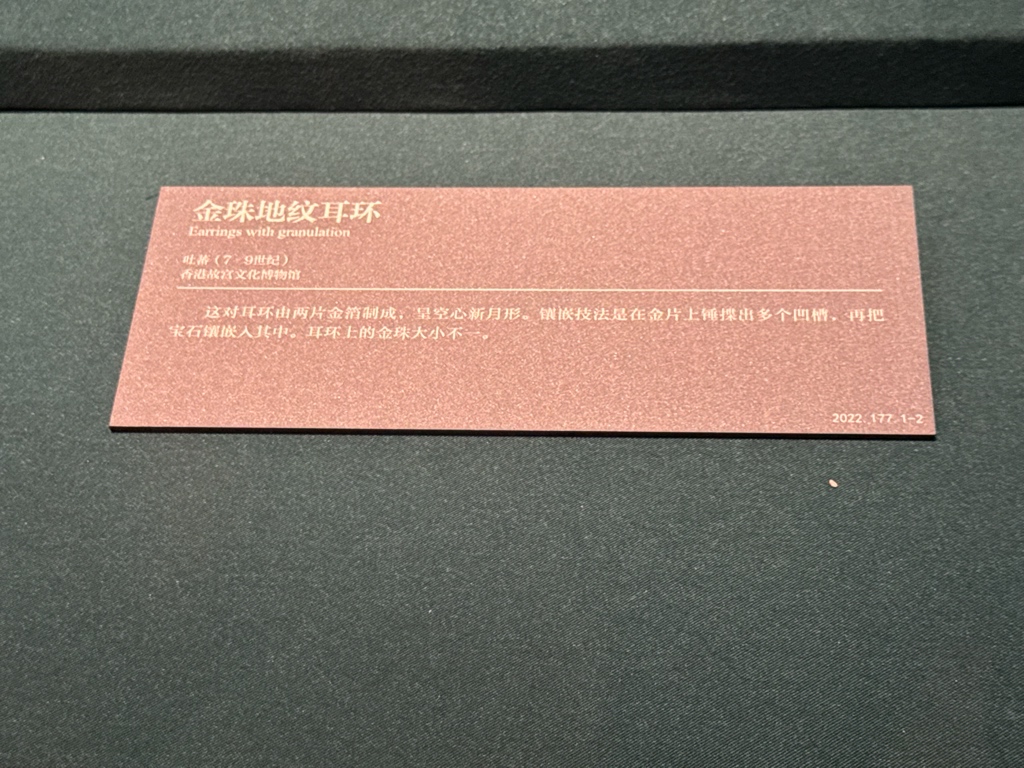 金珠地纹耳环
Earrings with granulation
吐蕃（7－9世纪）
香港故宫文化博物馆
这对耳环由两片金箔制成，呈空心新月形。镶嵌技法是在金片上锤揲出多个凹槽，再把
宝石镶嵌入其中。耳环上的金珠大小不一。
2022.177.1-2